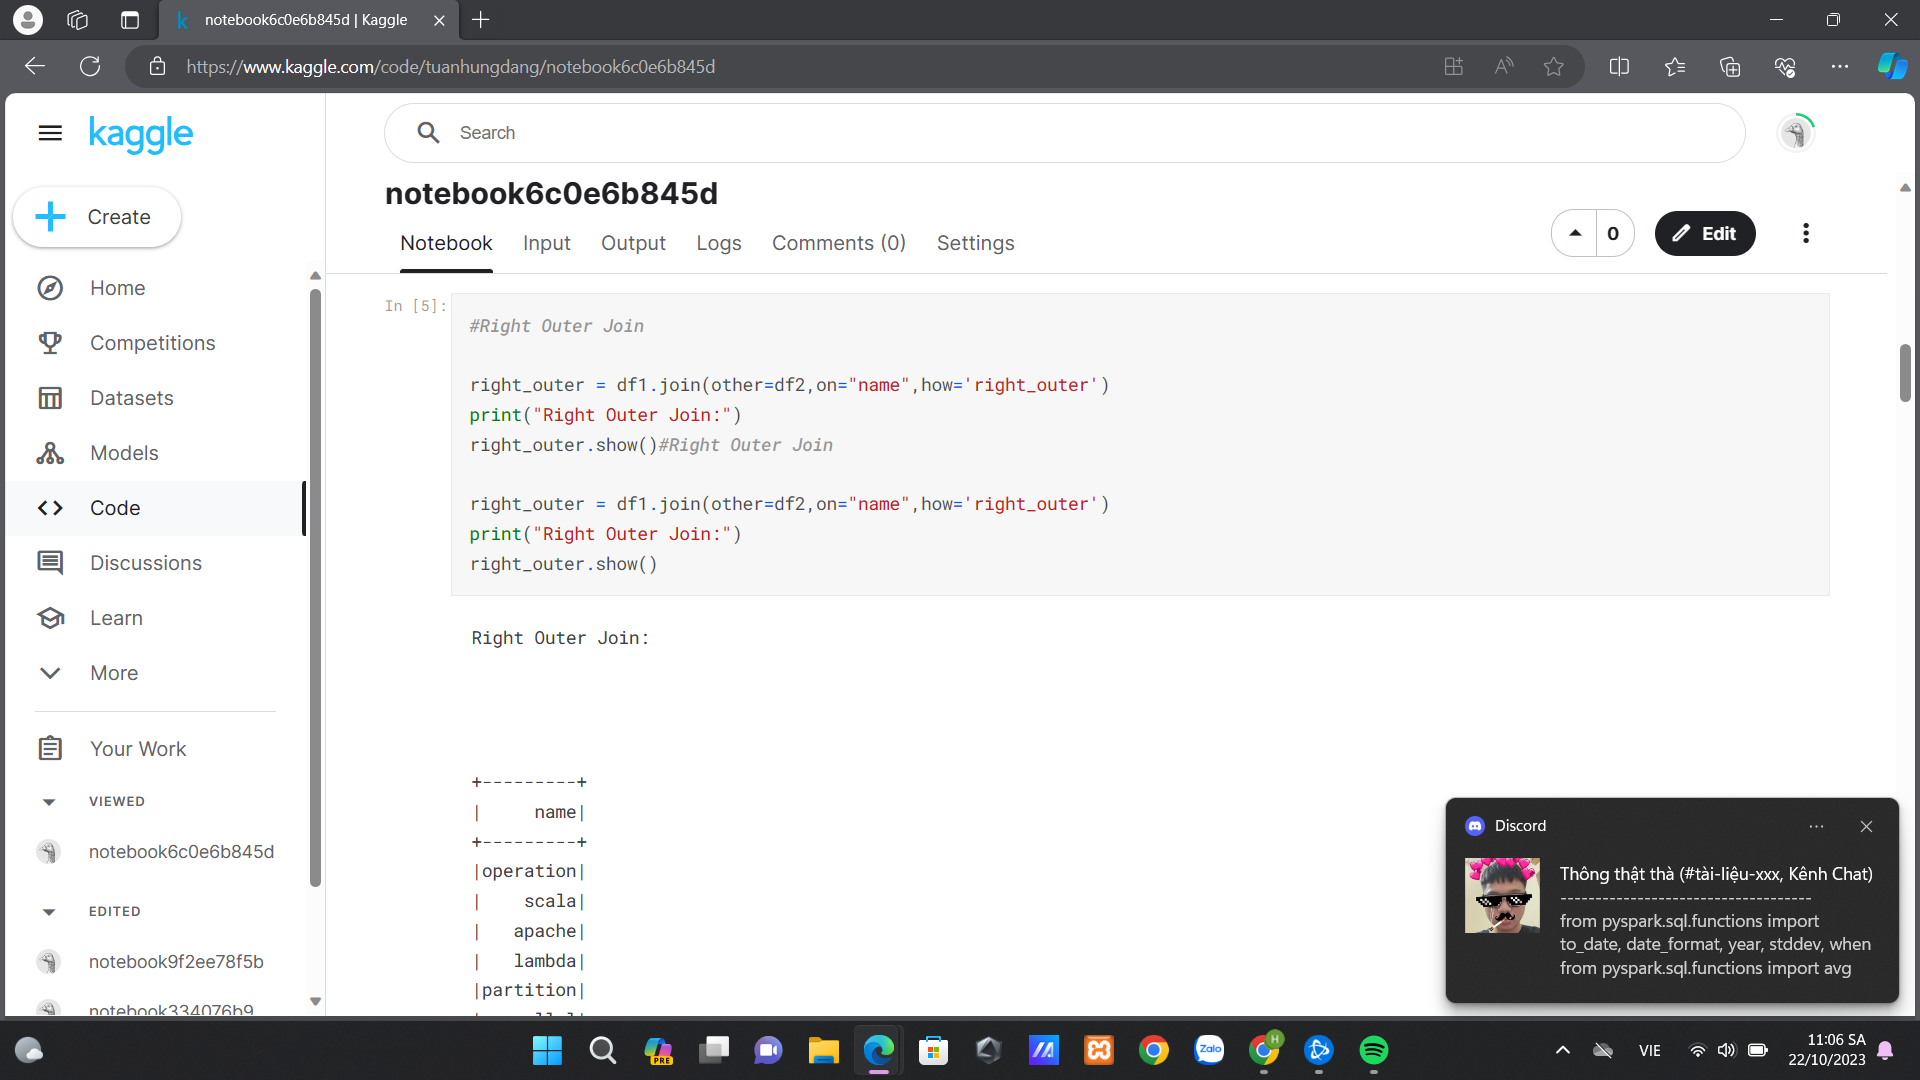 notebook6c0e6b845d | Kaggle
https://www.kaggle.com/code/tuanhungdang/notebook6c0e6b845d
kaggle
Search
Create
Home
Competitions
Datasets
Models
Code
Discussions
Learn
More
Your Work
VIEWED
notebook6c0e6b845d
EDITED
notebook9f2ee78f5b
notebook334076b9
notebook6c0e6b845d
Notebook Input Output Logs Comments (0) Settings
0
Edit
In [5]:
#Right Outer Join
right_outer = df1.join(other=df2,on="name",how='right_outer')
print("Right Outer Join:")
right_outer.show()#Right Outer Join
right_outer = df1.join(other=df2,on="name",how='right_outer')
print("Right Outer Join:")
right_outer.show()
Right Outer Join:
+---------+
|     name|
+---------+
|operation|
|    scala|
|   apache|
|   lambda|
|partition|
Discord
Thông thật thà (#tài-liệu-xxx, Kênh Chat)
------------------------------------
from pyspark.sql.functions import
to_date, date_format, year, stddev, when
from pyspark.sql.functions import avg
PRE
Zalo
H
VIE
11:06 SA
22/10/2023